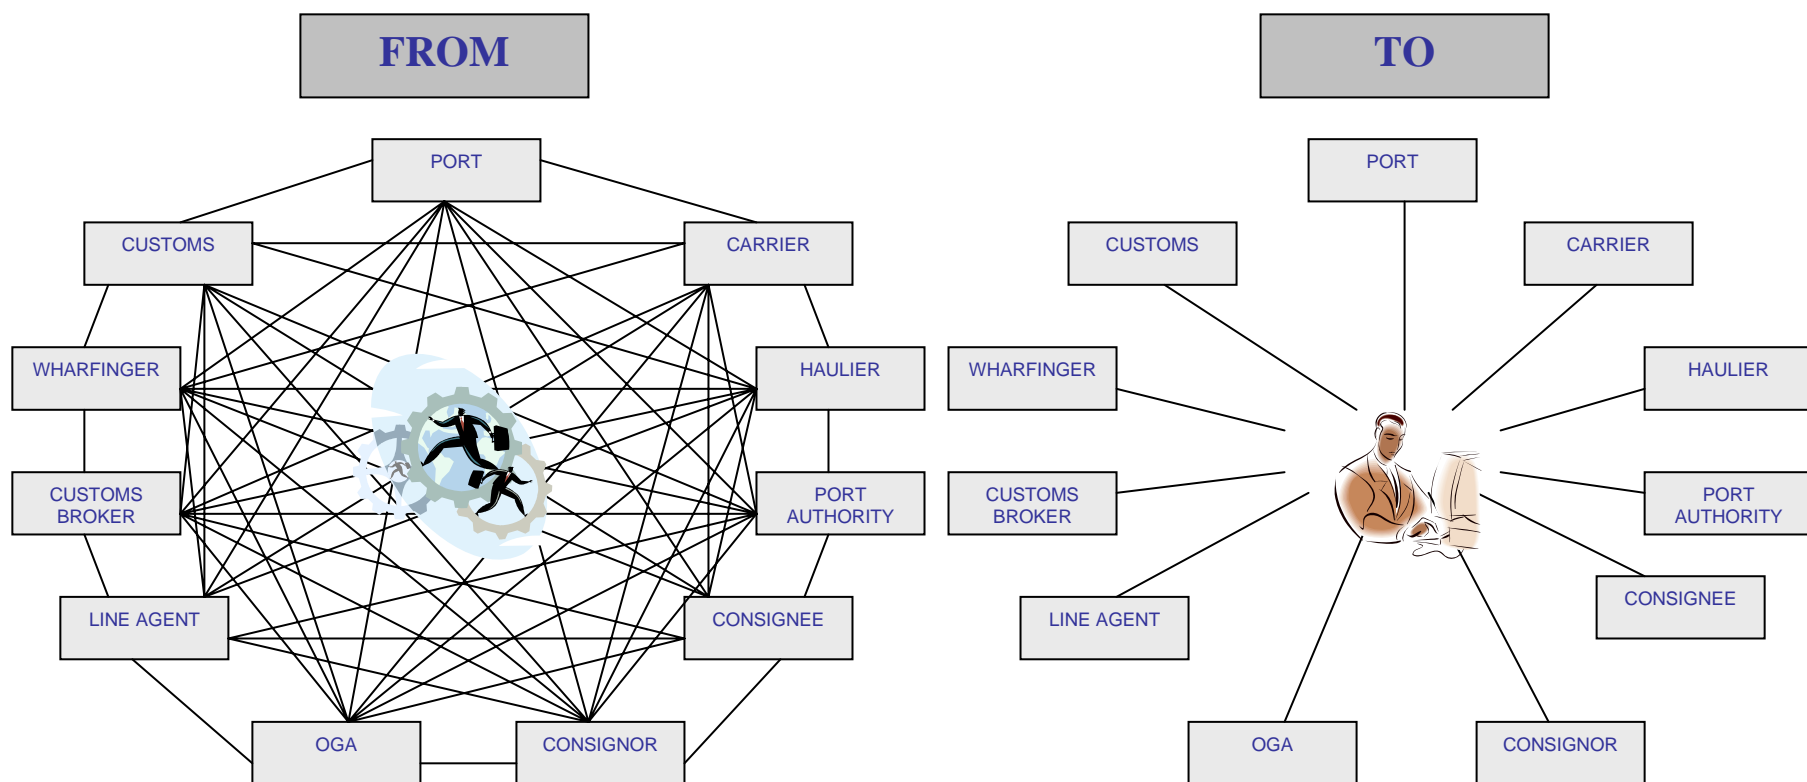 FROM
PORT
CUSTOMS
CARRIER
WHARFINGER
HAULIER
CUSTOMS
BROKER
PORT
AUTHORITY
LINE AGENT
CONSIGNEE
OGA
CONSIGNOR
TO
PORT
CUSTOMS
CARRIER
WHARFINGER
HAULIER
CUSTOMS
BROKER
PORT
AUTHORITY
CONSIGNEE
LINE AGENT
OGA
CONSIGNOR